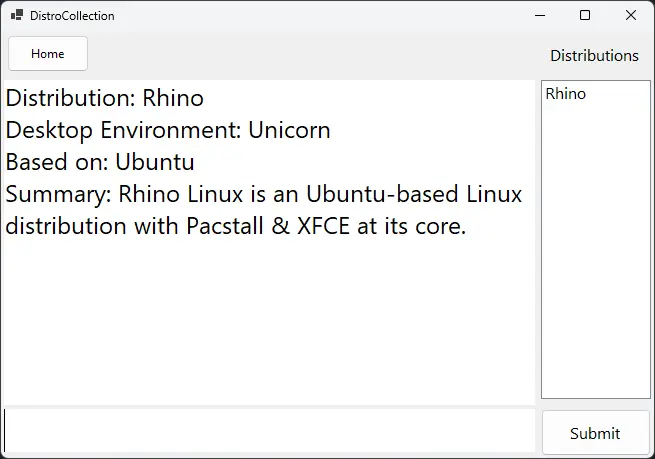 DistroCollection
Home
Distributions
Distribution: Rhino
Desktop Environment: Unicorn
Based on: Ubuntu
Summary: Rhino Linux is an Ubuntu-based Linux
distribution with Pacstall & XFCE at its core.
Rhino
Submit